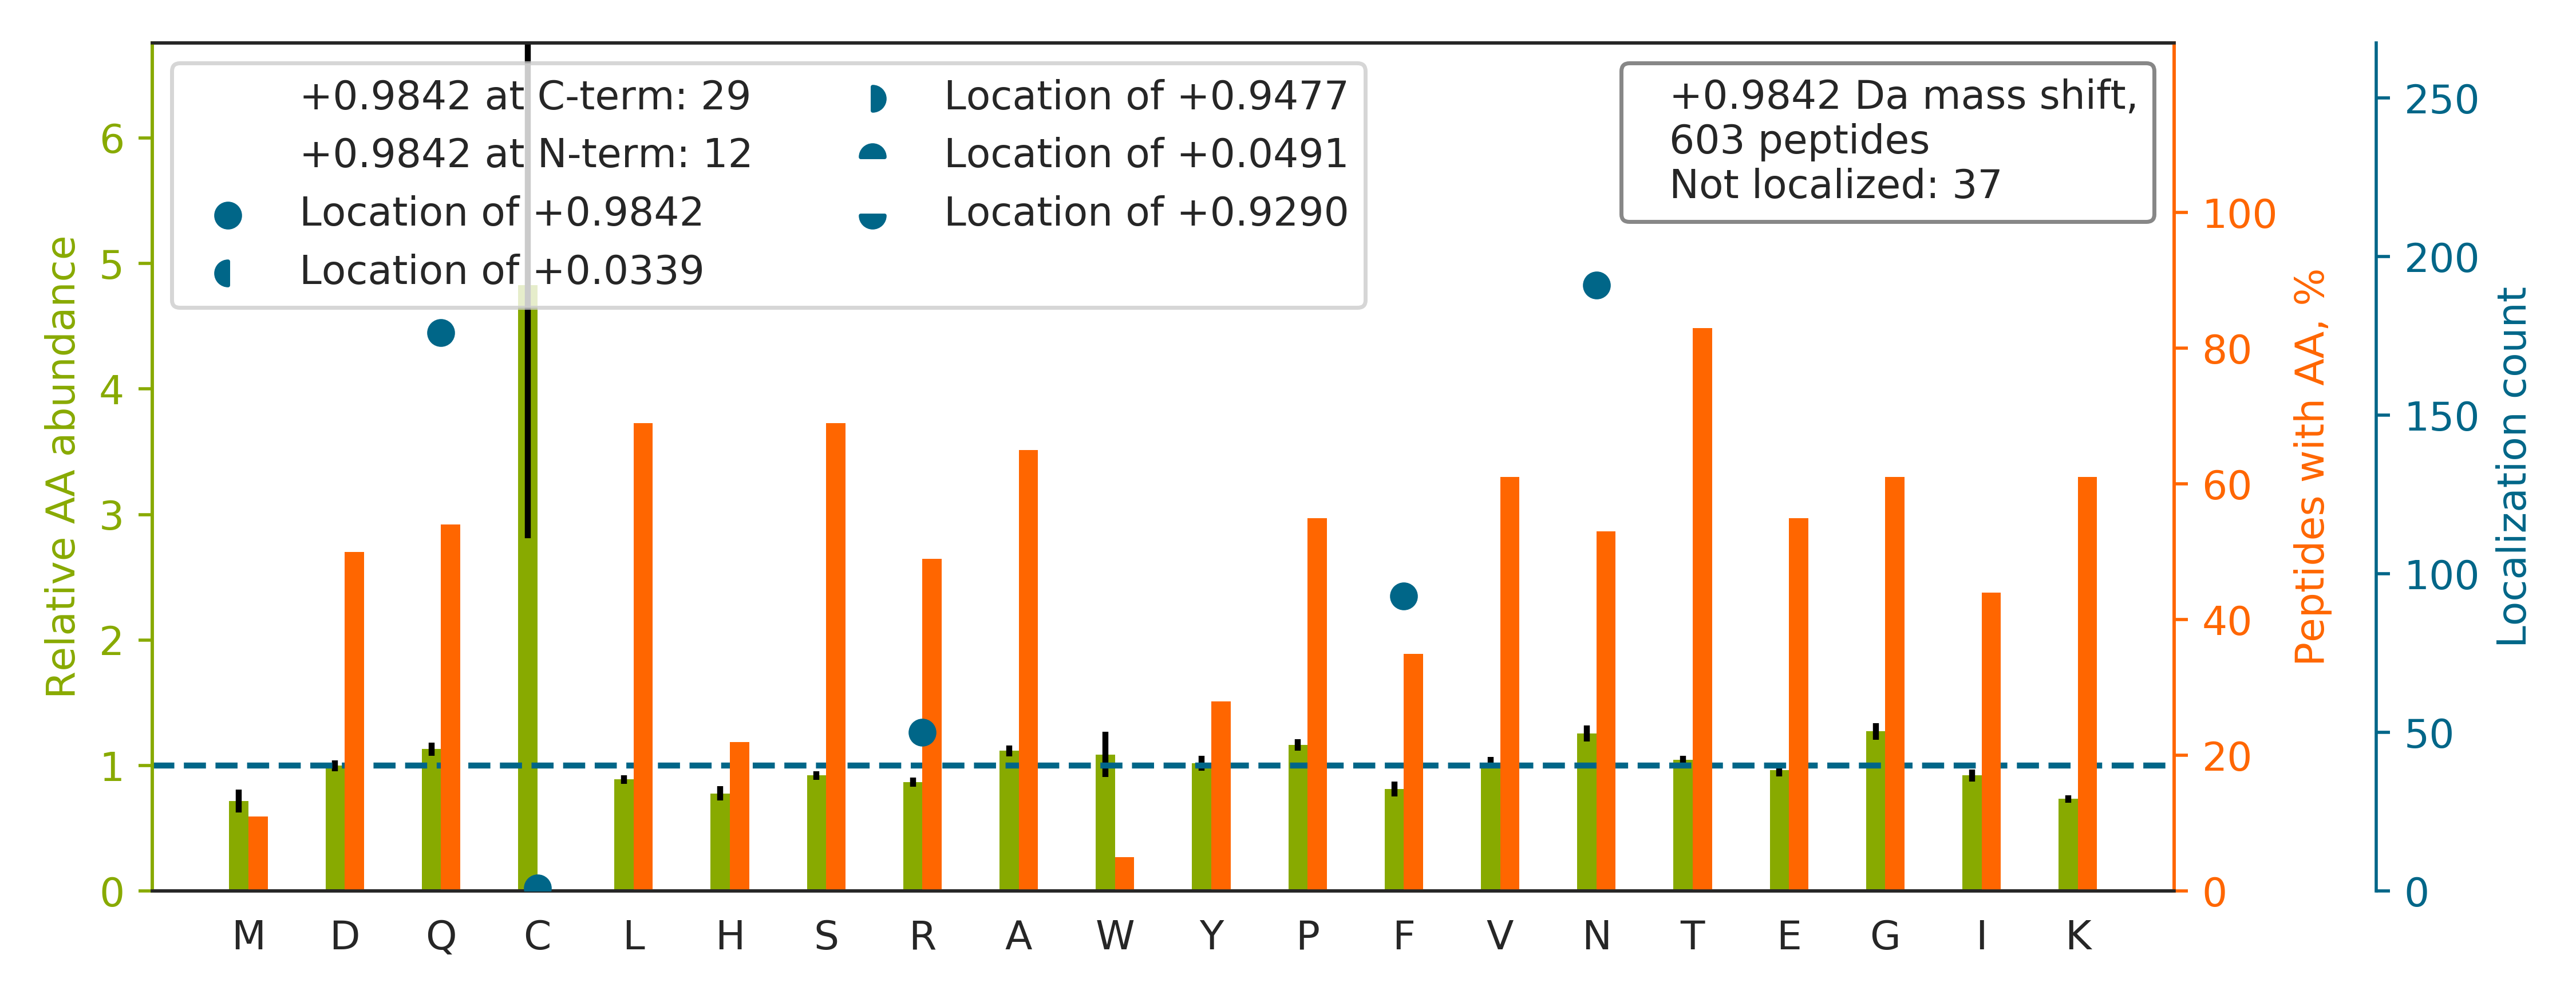 +0.9842 at C-term: 29
+0.9842 at N-term: 12
Location of +0.9842
Location of +0.0339
Location of +0.9477
Location of +0.0491
Location of +0.9290
+0.9842 Da mass shift,
603 peptides
Not localized: 37
Relative AA abundance
6
5
4
3
2
1
0
Peptides with AA, %
100
80
60
40
20
0
Localization count
250
200
150
100
50
0
M D Q C L H S R A W Y P F V N T E G I K